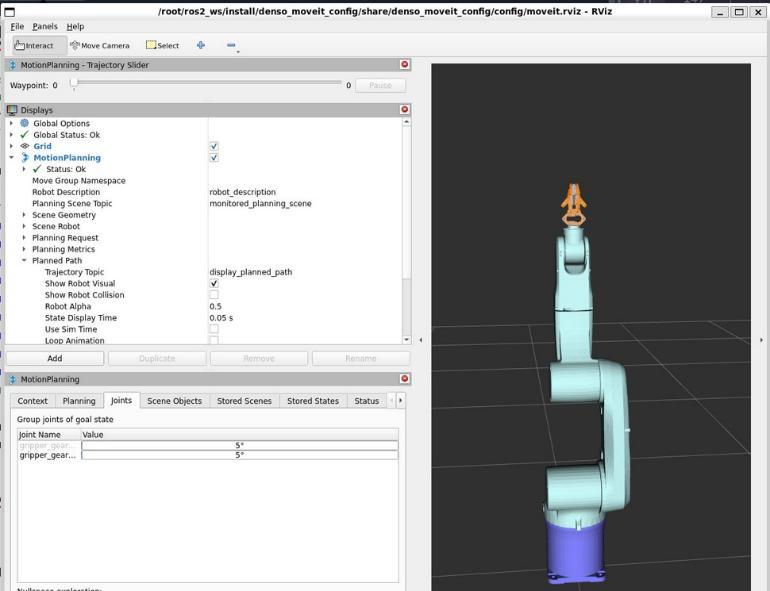 /root/ros2_ws/install/denso_moveit_config/share/denso_moveit_config/config/moveit.rviz - RViz
File Panels Help
Interact Move Camera Select
MotionPlanning - Trajectory Slider
Waypoint: 0 0 Pause
Displays
Global Options
Global Status: Ok
Grid
MotionPlanning
Status: Ok
Move Group Namespace
Robot Description robot_description
Planning Scene Topic monitored_planning_scene
Scene Geometry
Scene Robot
Planning Request
Planning Metrics
Planned Path
Trajectory Topic display_planned_path
Show Robot Visual
Show Robot Collision
Robot Alpha 0.5
State Display Time 0.05 s
Use Sim Time
Loop Animation
Add Duplicate Remove Rename
MotionPlanning
Context Planning Joints Scene Objects Stored Scenes Stored States Status
Group joints of goal state
Joint Name Value
gripper_gear... 5°
gripper_gear... 5°
Nullspace exploration: